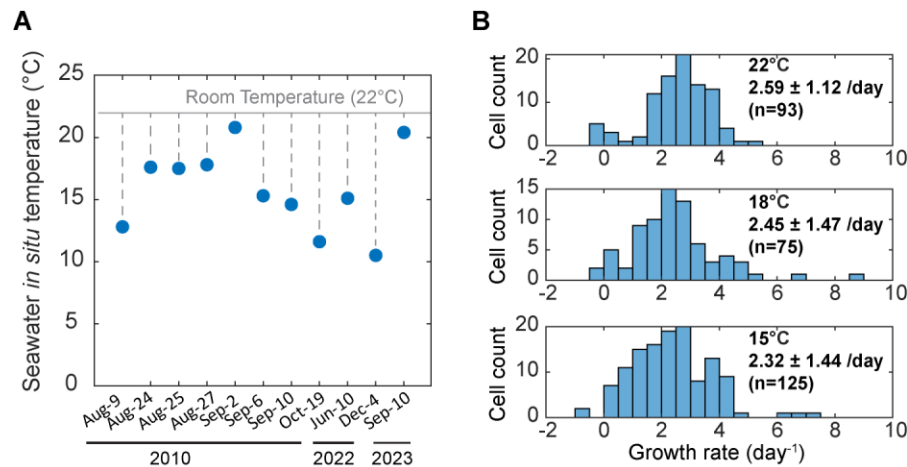 A
Seawater in situ temperature (°C)
25
20
15
10
5
0
Room Temperature (22°C)
Aug-9
Aug-24
Aug-25
Aug-27
Sep-2
Sep-6
Sep-10
Oct-19
Jun-10
Dec-4
Sep-10
2010
2022
2023
B
Cell count
20
10
0
22°C
2.59 ± 1.12 /day
(n=93)
-2 0 2 4 6 8 10
Cell count
15
10
5
0
18°C
2.45 ± 1.47 /day
(n=75)
-2 0 2 4 6 8 10
Cell count
20
10
0
15°C
2.32 ± 1.44 /day
(n=125)
-2 0 2 4 6 8 10
Growth rate (day⁻¹)